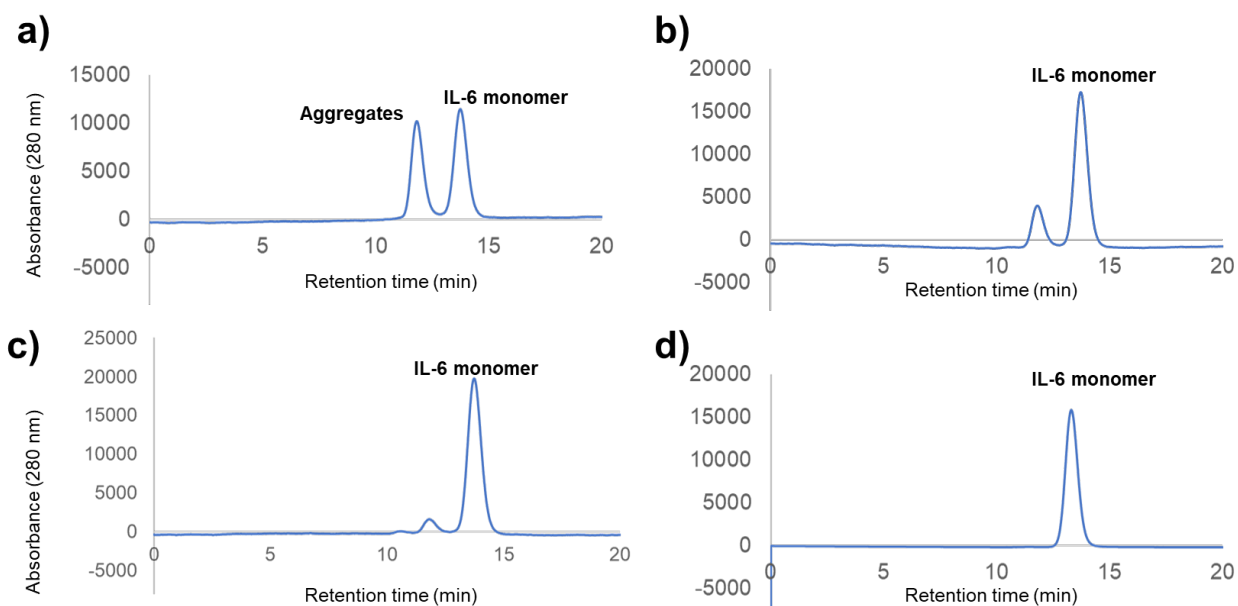 a)
15000
10000
5000
0
-5000
Absorbance (280 nm)
Aggregates
IL-6 monomer
0 5 10 15 20
Retention time (min)
b)
20000
15000
10000
5000
0
-5000
IL-6 monomer
0 5 10 15 20
Retention time (min)
c)
25000
20000
15000
10000
5000
0
-5000
Absorbance (280 nm)
IL-6 monomer
0 5 10 15 20
Retention time (min)
d)
20000
15000
10000
5000
0
-5000
IL-6 monomer
0 5 10 15 20
Retention time (min)